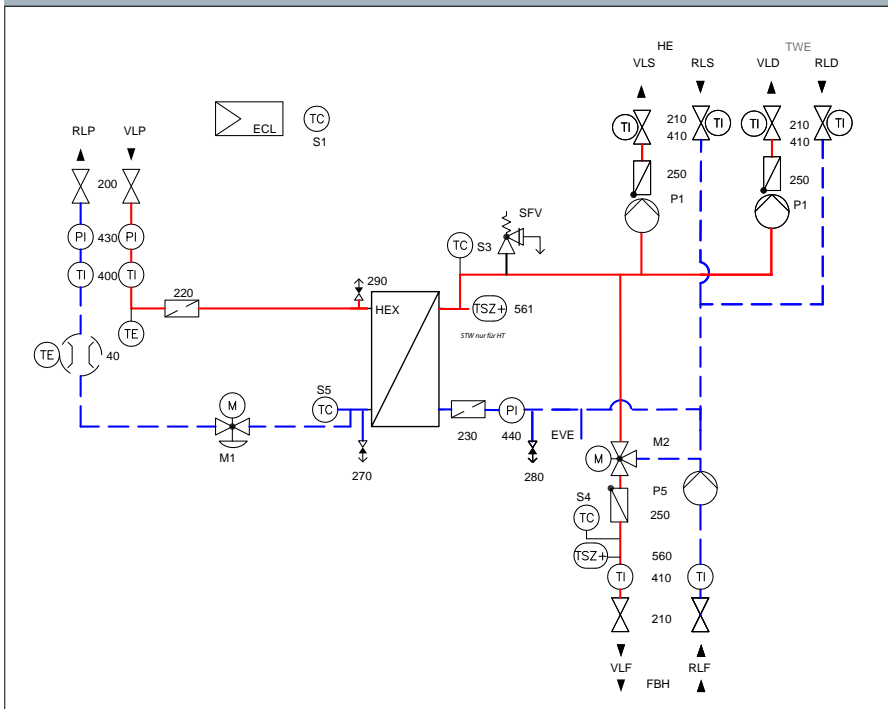 HE
TWE
VLS
RLS
VLD
RLD
ECL
TC
S1
RLP
VLP
TI
210
TI
TI
210
TI
410
410
200
250
250
P1
P1
PI
430
PI
SFV
TC
S3
TI
400
TI
290
220
HEX
TSZ+
561
STW nur für HT
TE
TE
40
S5
M
TC
PI
M1
230
440
EVE
M2
270
280
M
P5
S4
TC
250
TSZ+
560
TI
410
TI
210
VLF
RLF
FBH